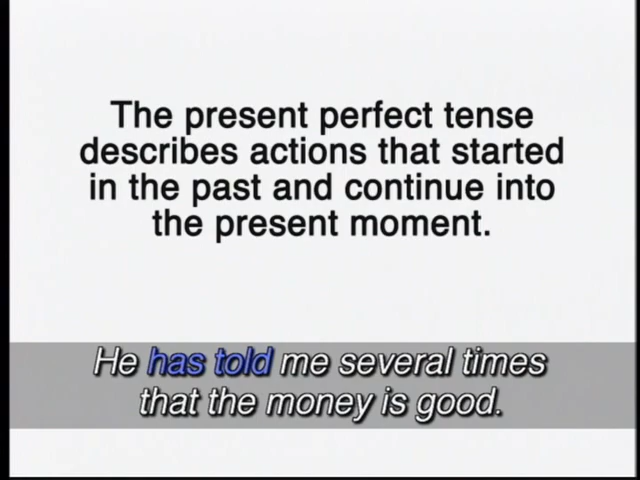 The present perfect tense
describes actions that started
in the past and continue into
the present moment.
He has told me several times
that the money is good.